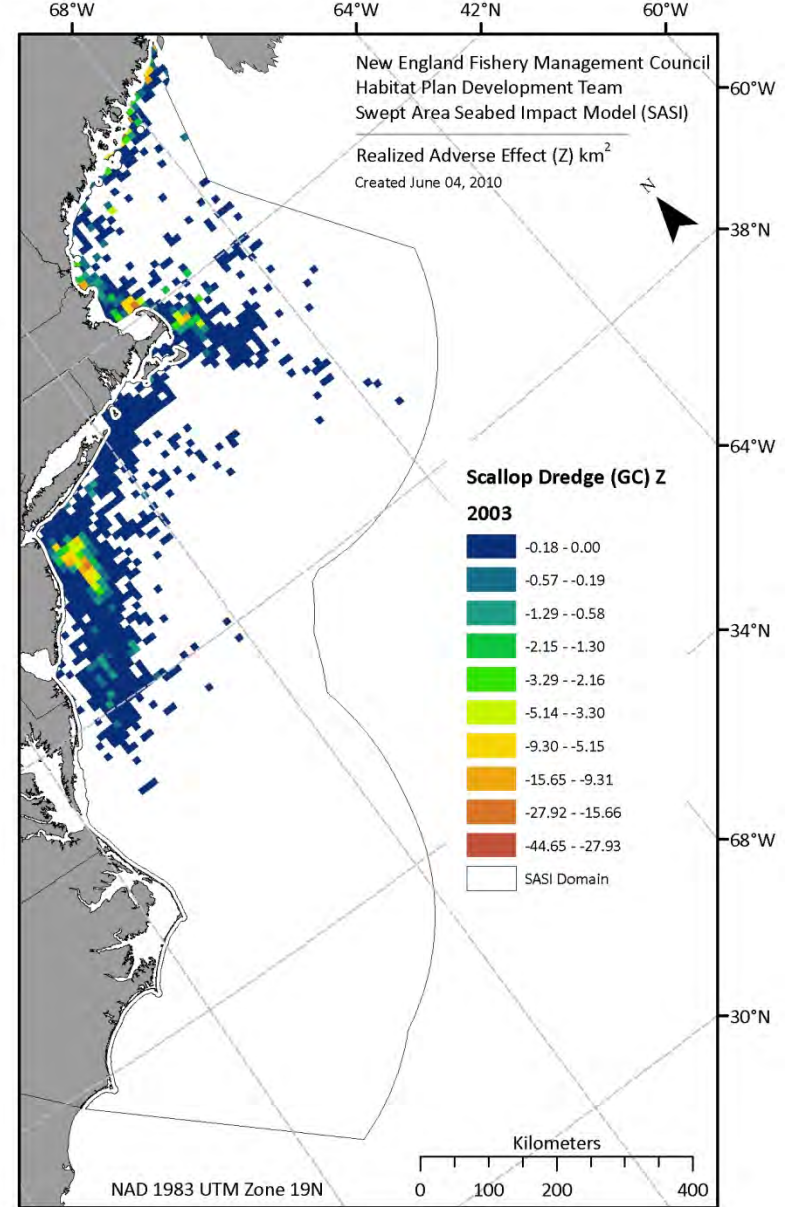 68°W
64°W
42°N
60°W
New England Fishery Management Council
Habitat Plan Development Team
Swept Area Seabed Impact Model (SASI)
Realized Adverse Effect (Z) km²
Created June 04, 2010
N
60°W
38°N
64°W
34°N
68°W
30°N
Scallop Dredge (GC) Z
2003
-0.18 - 0.00
-0.57 - -0.19
-1.29 - -0.58
-2.15 - -1.30
-3.29 - -2.16
-5.14 - -3.30
-9.30 - -5.15
-15.65 - -9.31
-27.92 - -15.66
-44.65 - -27.93
SASI Domain
Kilometers
0 100 200 400
NAD 1983 UTM Zone 19N